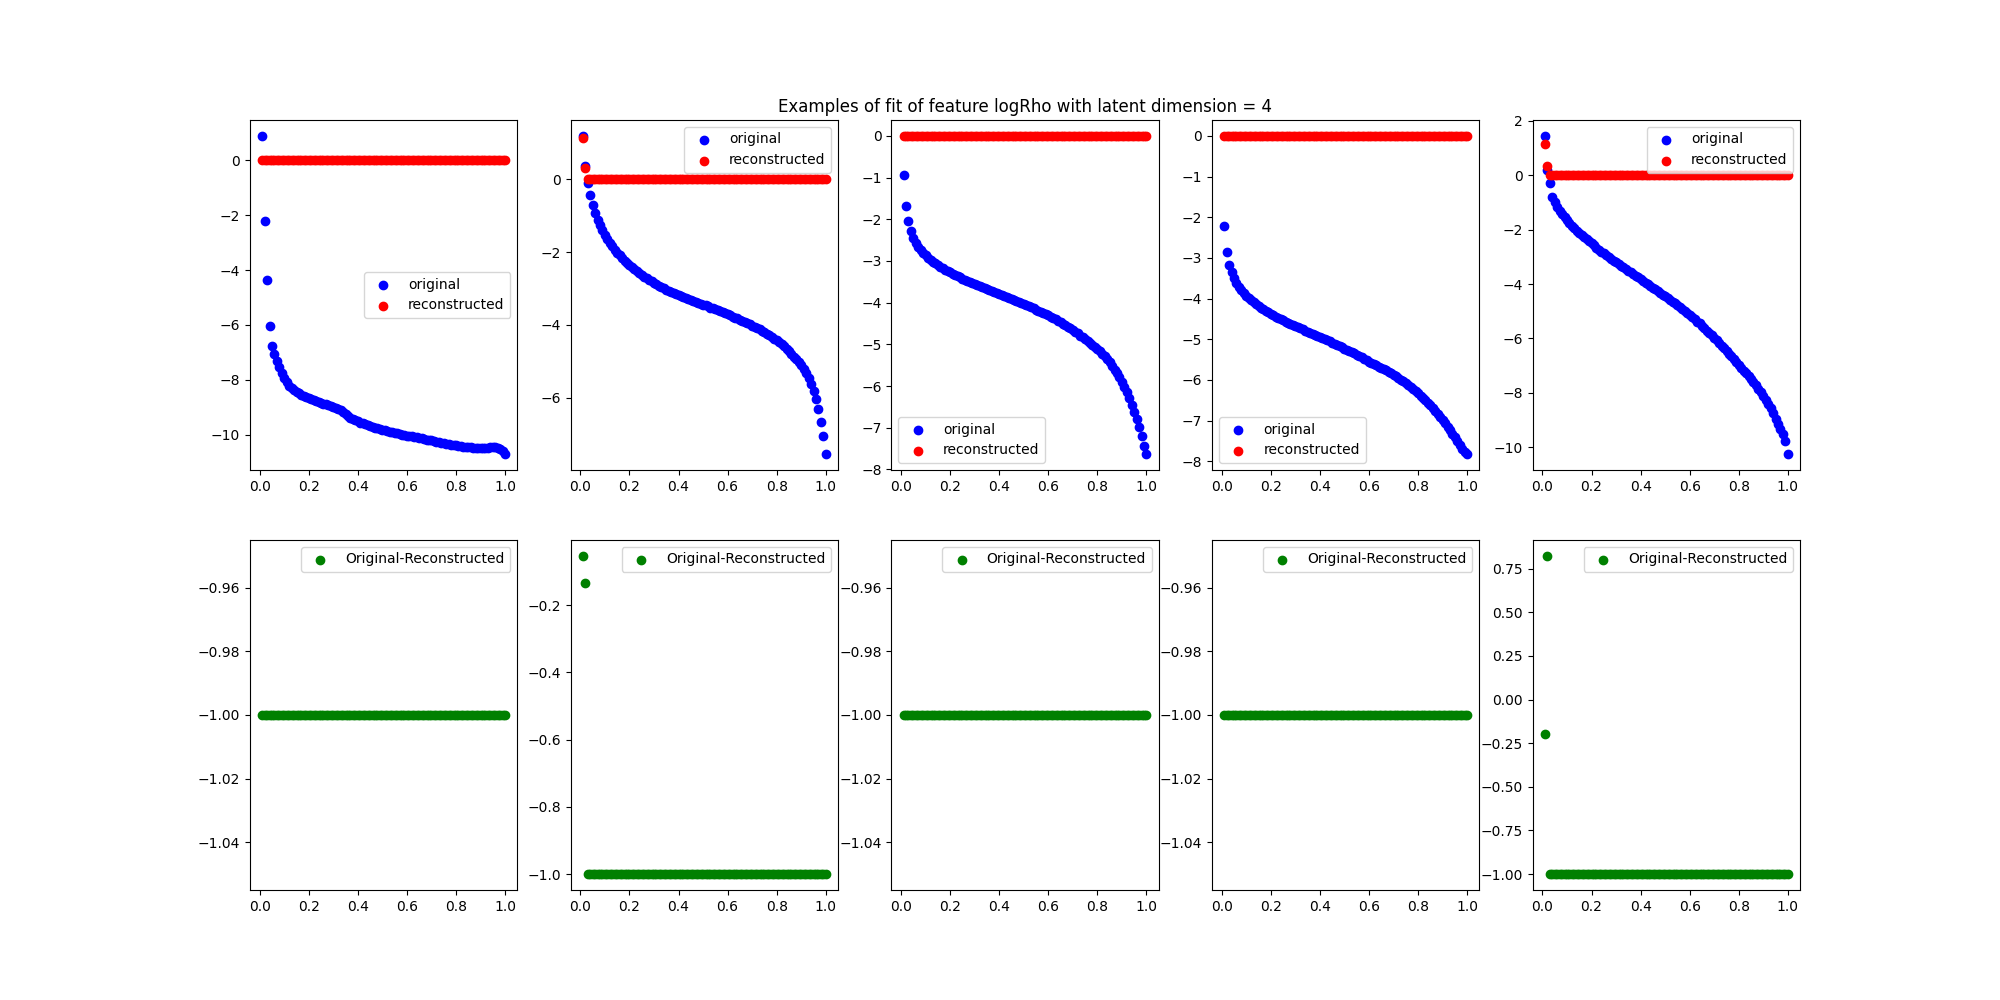 Examples of fit of feature logRho with latent dimension = 4
0
−2
−4
−6
−8
−10
original
reconstructed
0.0 0.2 0.4 0.6 0.8 1.0
0
−2
−4
−6
original
reconstructed
0.0 0.2 0.4 0.6 0.8 1.0
0
−1
−2
−3
−4
−5
−6
−7
−8
original
reconstructed
0.0 0.2 0.4 0.6 0.8 1.0
0
−1
−2
−3
−4
−5
−6
−7
−8
original
reconstructed
0.0 0.2 0.4 0.6 0.8 1.0
2
0
−2
−4
−6
−8
−10
original
reconstructed
0.0 0.2 0.4 0.6 0.8 1.0
Original-Reconstructed
−0.96
−0.98
−1.00
−1.02
−1.04
0.0 0.2 0.4 0.6 0.8 1.0
Original-Reconstructed
−0.2
−0.4
−0.6
−0.8
−1.0
0.0 0.2 0.4 0.6 0.8 1.0
Original-Reconstructed
−0.96
−0.98
−1.00
−1.02
−1.04
0.0 0.2 0.4 0.6 0.8 1.0
Original-Reconstructed
−0.96
−0.98
−1.00
−1.02
−1.04
0.0 0.2 0.4 0.6 0.8 1.0
Original-Reconstructed
0.75
0.50
0.25
0.00
−0.25
−0.50
−0.75
−1.00
0.0 0.2 0.4 0.6 0.8 1.0